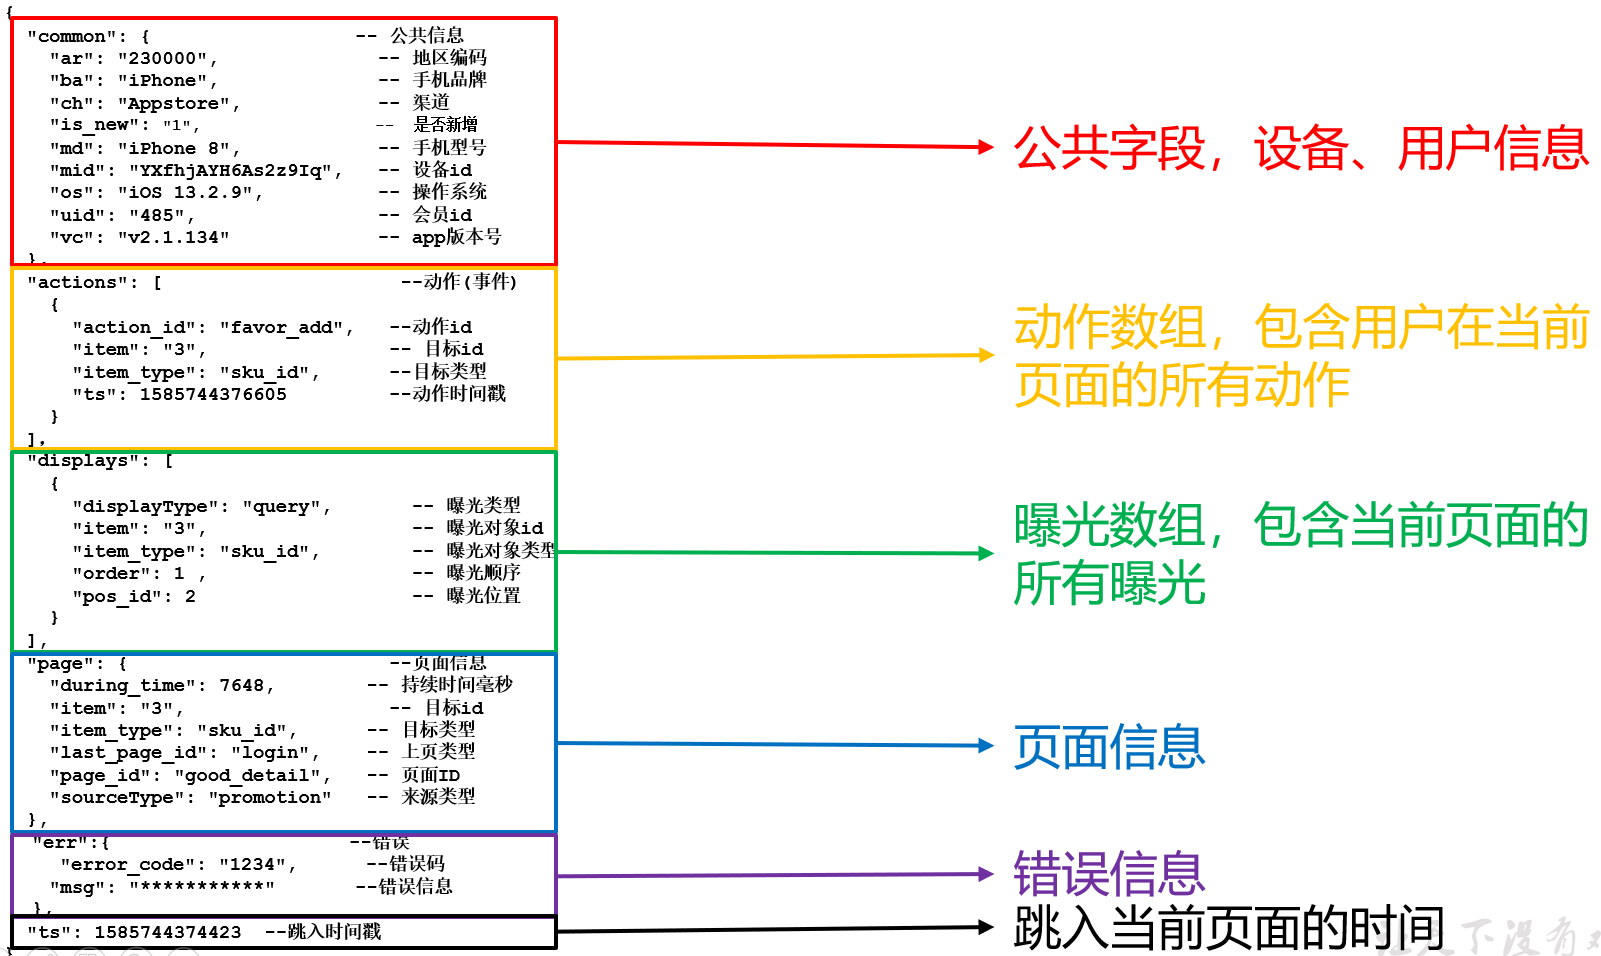 {
"common": { -- 公共信息
"ar": "230000", -- 地区编码
"ba": "iPhone", -- 手机品牌
"ch": "Appstore", -- 渠道
"is_new": "1", -- 是否新增
"md": "iPhone 8", -- 手机型号
"mid": "YXfhjAYH6As2z9Iq", -- 设备id
"os": "iOS 13.2.9", -- 操作系统
"uid": "485", -- 会员id
"vc": "v2.1.134" -- app版本号
},
公共字段，设备、用户信息
"actions": [ --动作(事件)
{
"action_id": "favor_add", --动作id
"item": "3", -- 目标id
"item_type": "sku_id", --目标类型
"ts": 1585744376605 --动作时间戳
}
],
动作数组，包含用户在当前
页面的所有动作
"displays": [
{
"displayType": "query", -- 曝光类型
"item": "3", -- 曝光对象id
"item_type": "sku_id", -- 曝光对象类型
"order": 1 , -- 曝光顺序
"pos_id": 2 -- 曝光位置
}
],
曝光数组，包含当前页面的
所有曝光
"page": { --页面信息
"during_time": 7648, -- 持续时间毫秒
"item": "3", -- 目标id
"item_type": "sku_id", -- 目标类型
"last_page_id": "login", -- 上页类型
"page_id": "good_detail", -- 页面ID
"sourceType": "promotion" -- 来源类型
},
页面信息
"err":{ --错误
"error_code": "1234", --错误码
"msg": "***********" --错误信息
},
错误信息
"ts": 1585744374423 --跳入时间戳
}
跳入当前页面的时间
下没有